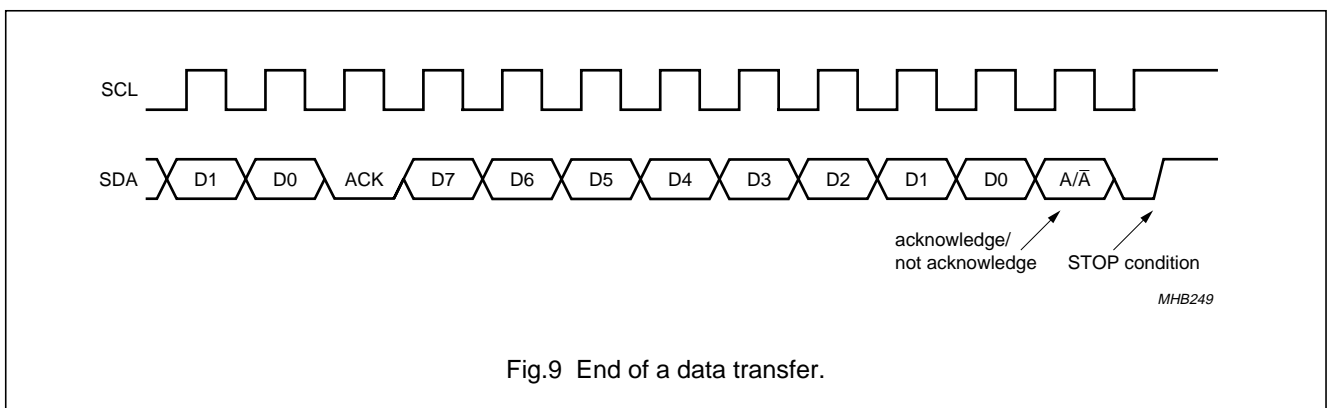 SCL
SDA D1 D0 ACK D7 D6 D5 D4 D3 D2 D1 D0 A/A̅
acknowledge/
not acknowledge STOP condition
MHB249
Fig.9 End of a data transfer.